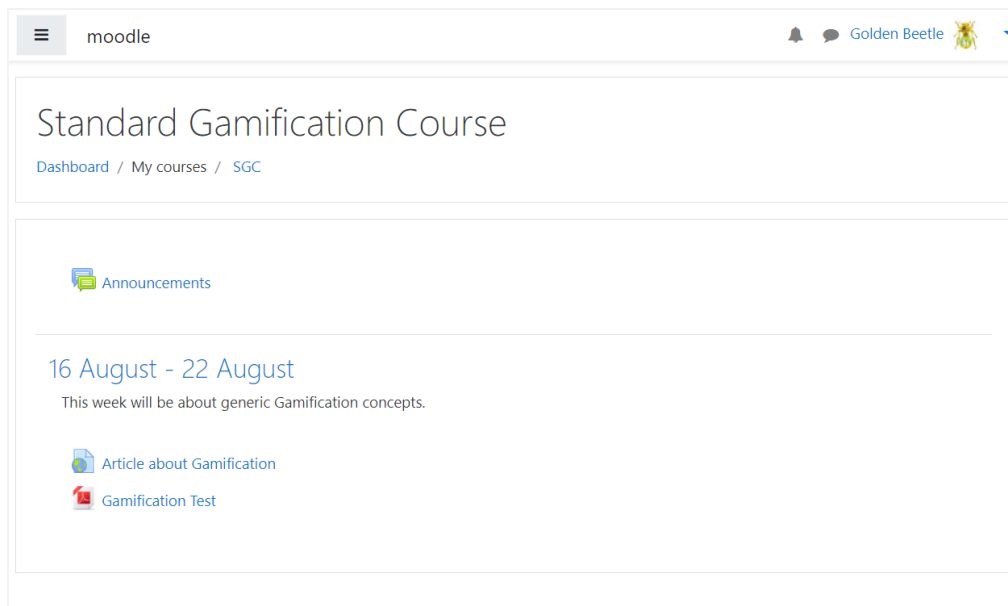 moodle
Golden Beetle
Standard Gamification Course
Dashboard / My courses / SGC
Announcements
16 August - 22 August
This week will be about generic Gamification concepts.
Article about Gamification
Gamification Test